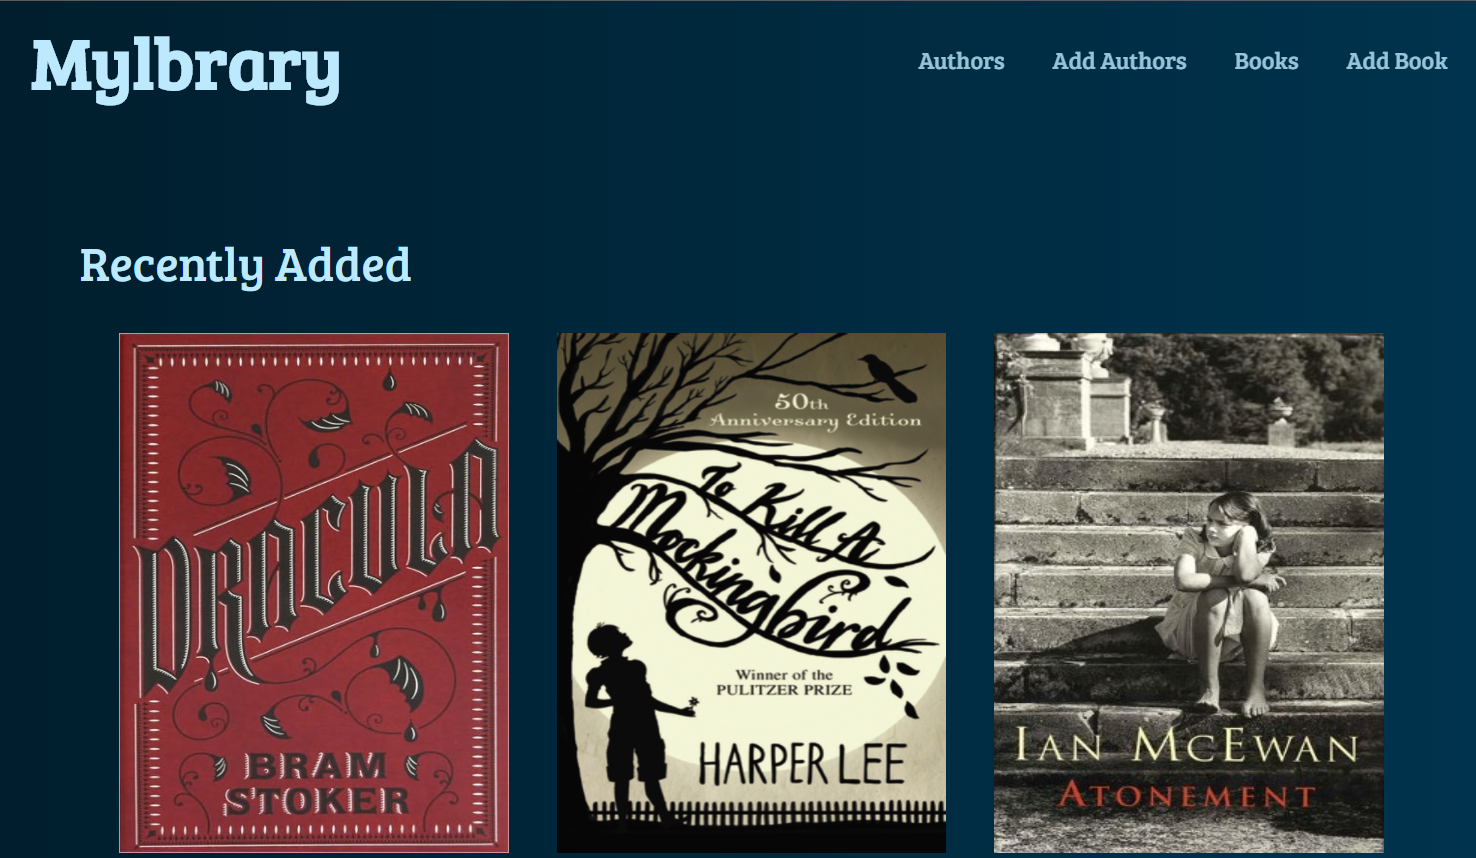 Mylbrary
Authors
Add Authors
Books
Add Book
Recently Added
DRACULA
BRAM
STOKER
50th
Anniversary Edition
To Kill A
Mockingbird
Winner of the
PULITZER PRIZE
HARPER LEE
IAN MCEWAN
ATONEMENT